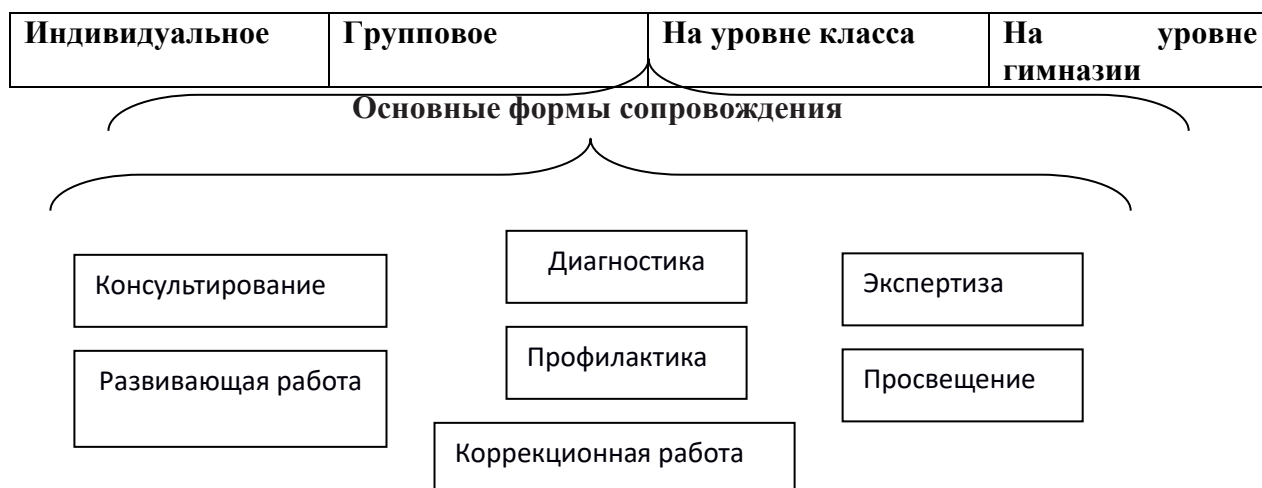 Индивидуальное Групповое На уровне класса На уровне
гимназии
Основные формы сопровождения
Диагностика
Консультирование
Экспертиза
Профилактика
Развивающая работа
Просвещение
Коррекционная работа